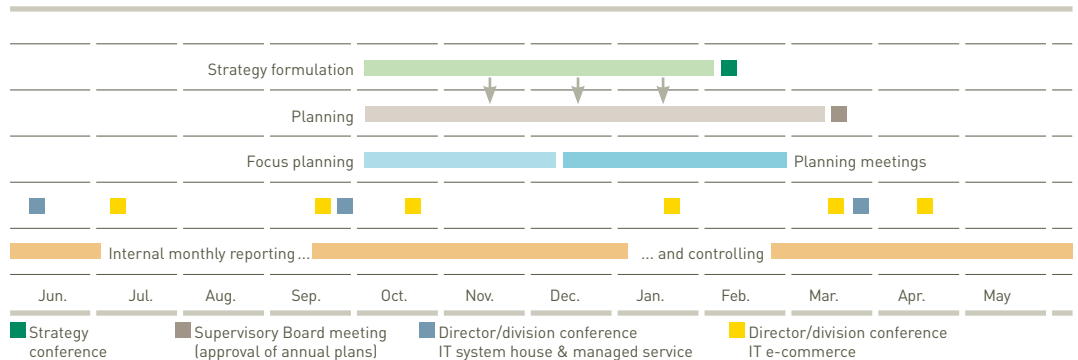 Strategy formulation
Planning
Focus planning
Planning meetings
Internal monthly reporting ...
... and controlling
Jun. Jul. Aug. Sep. Oct. Nov. Dec. Jan. Feb. Mar. Apr. May
Strategy
conference
Supervisory Board meeting
(approval of annual plans)
Director/division conference
IT system house & managed service
Director/division conference
IT e-commerce